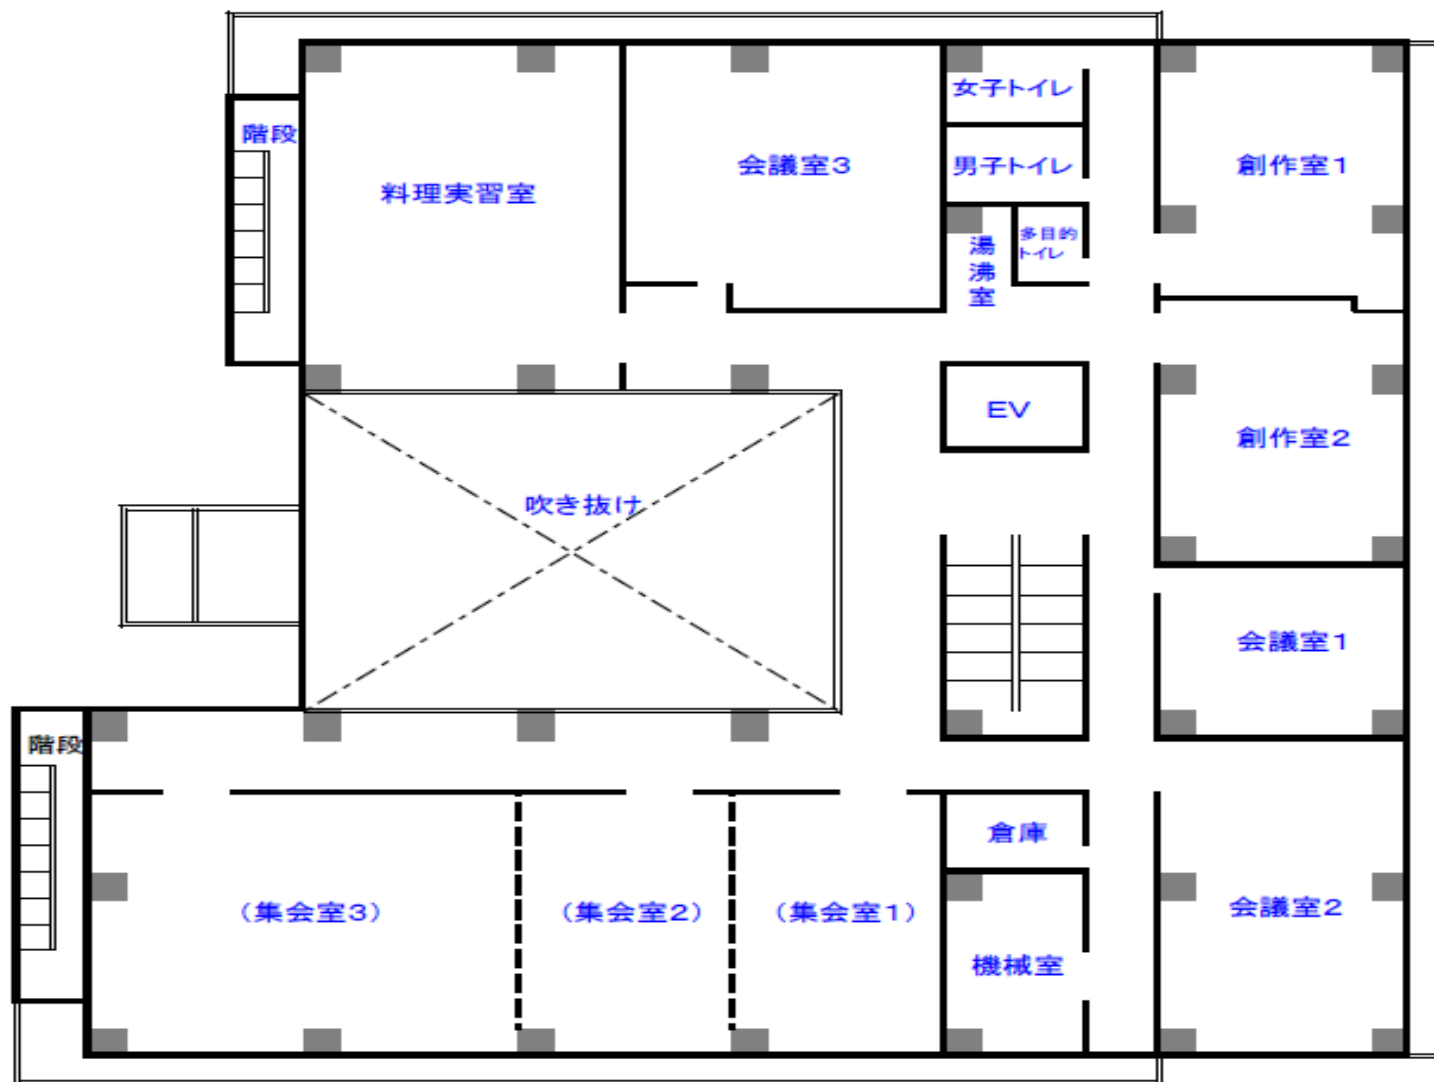 女子トイレ
階段
男子トイレ
会議室3
創作室1
料理実習室
多目的
トイレ
湯沸室
EV
創作室2
吹き抜け
会議室1
階段
倉庫
(集会室3)
(集会室2)
(集会室1)
会議室2
機械室